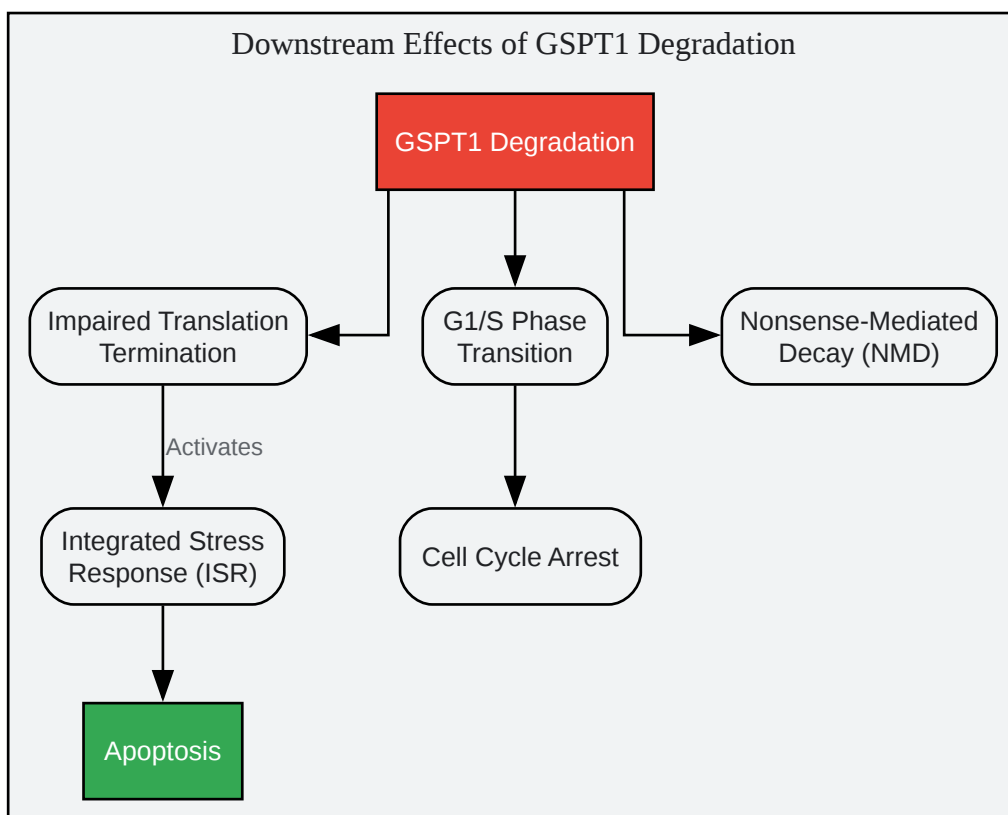 Downstream Effects of GSPT1 Degradation
GSPT1 Degradation
Impaired Translation
Termination
G1/S Phase
Transition
Nonsense-Mediated
Decay (NMD)
Activates
Integrated Stress
Response (ISR)
Cell Cycle Arrest
Apoptosis